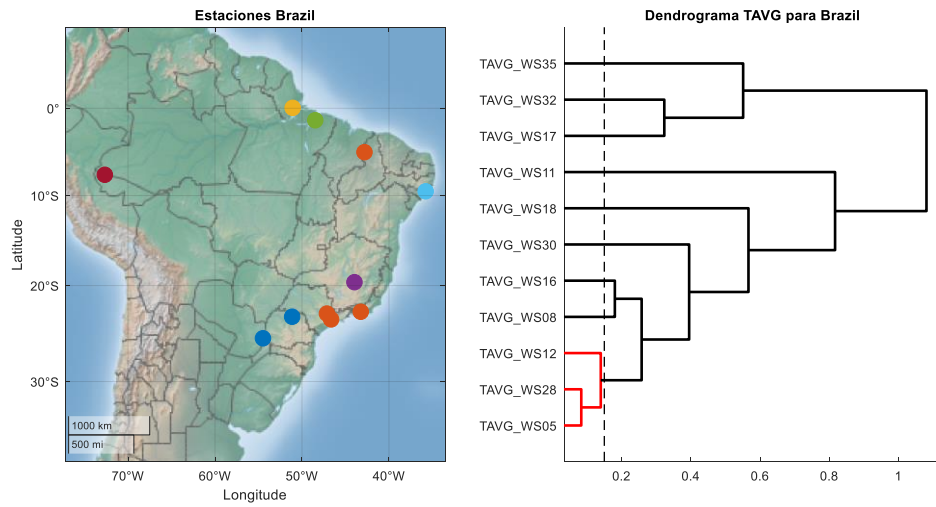 Estaciones Brazil
0°
10°S
20°S
30°S
Latitude
1000 km
500 mi
70°W
60°W
50°W
40°W
Longitude
Dendrograma TAVG para Brazil
TAVG_WS35
TAVG_WS32
TAVG_WS17
TAVG_WS11
TAVG_WS18
TAVG_WS30
TAVG_WS16
TAVG_WS08
TAVG_WS12
TAVG_WS28
TAVG_WS05
0.2
0.4
0.6
0.8
1